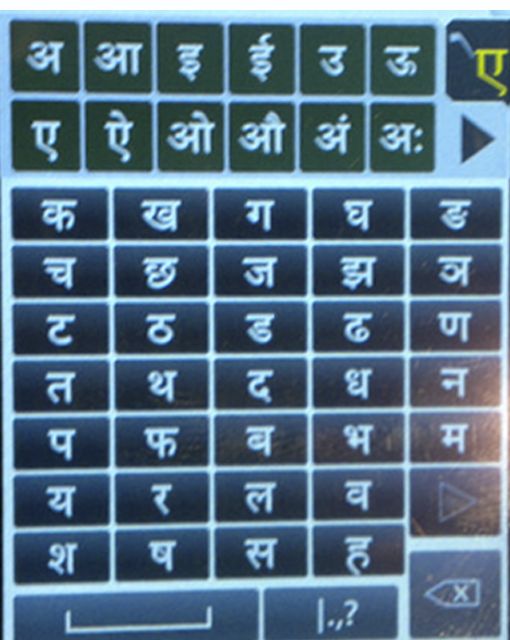 अ आ इ ई उ ऊ ए
ए ऐ ओ औ अं अः
क ख ग घ ङ
च छ ज झ ञ
ट ठ ड ढ ण
त थ द ध न
प फ ब भ म
य र ल व
श ष स ह
|.,?